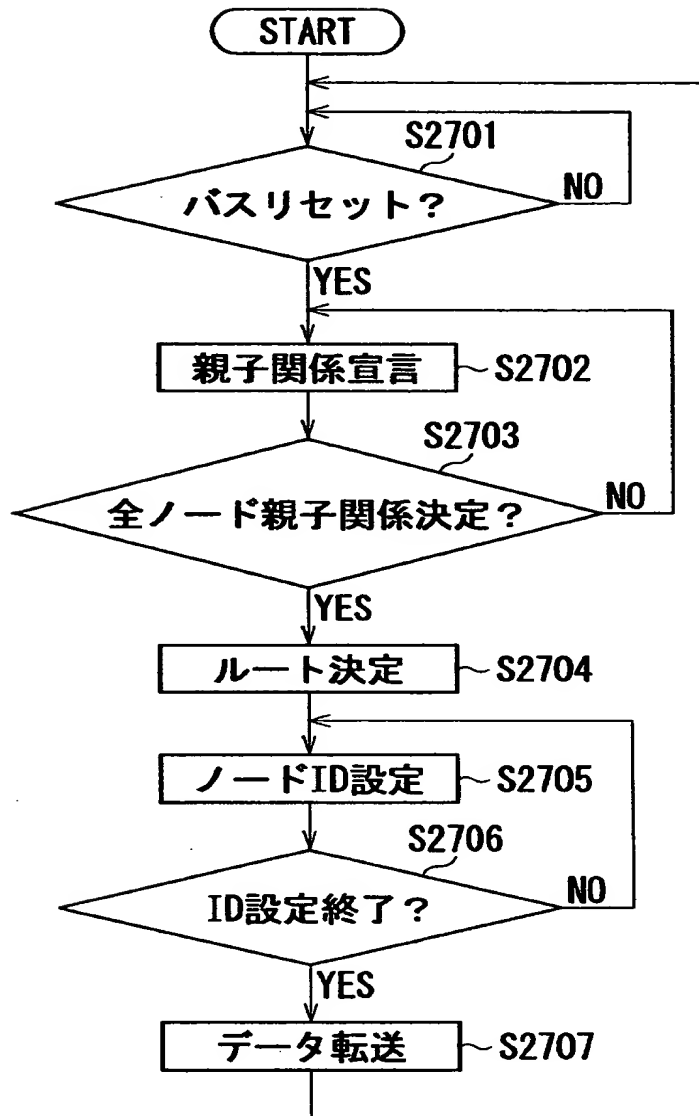 START
S2701
バスリセット？
NO
YES
親子関係宣言
S2702
S2703
全ノード親子関係決定？
NO
YES
ルート決定
S2704
ノードID設定
S2705
S2706
ID設定終了？
NO
YES
データ転送
S2707